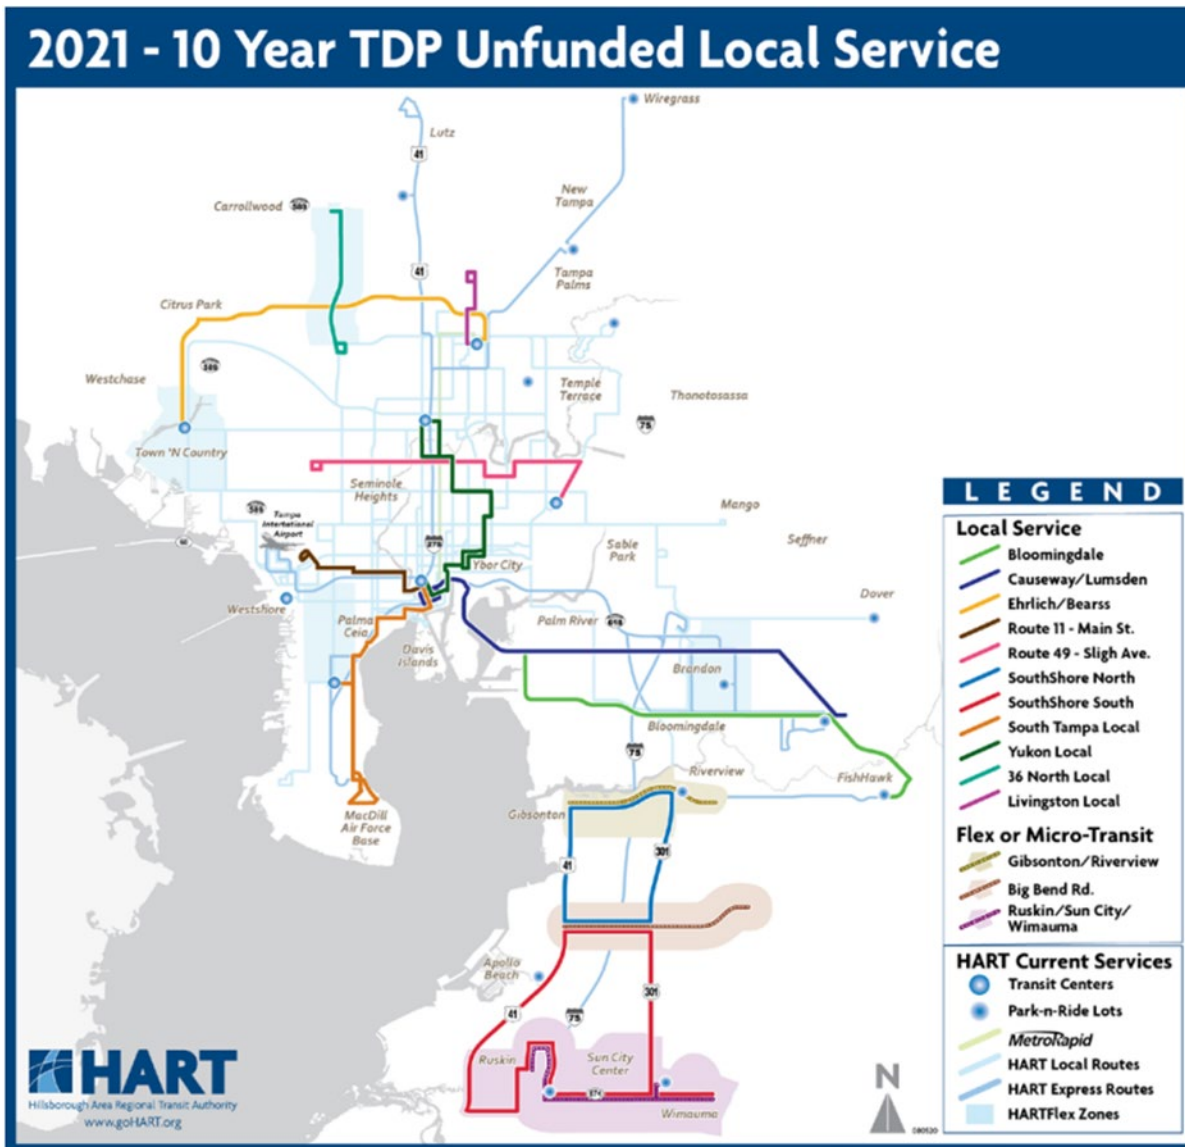 2021 - 10 Year TDP Unfunded Local Service
Wiregrass
Lutz
41
New
Tampa
Carrollwood
Tampa
Palms
41
Citrus Park
Westchase
Temple
Terrace
Thonotosassa
75
Town 'N Country
Seminole
Heights
Mango
Tampa
International
Airport
275
Sable
Park
Seffner
Ybor City
60
Westshore
Palma
Ceia
Davis
Islands
Palm River
Dover
Brandon
Bloomingdale
75
Riverview
FishHawk
Gibsonton
MacDill
Air Force
Base
41
301
Apollo
Beach
301
41
75
Ruskin
Sun City
Center
674
Wimauma
LEGEND
Local Service
Bloomingdale
Causeway/Lumsden
Ehrlich/Bearss
Route 11 - Main St.
Route 49 - Sligh Ave.
SouthShore North
SouthShore South
South Tampa Local
Yukon Local
36 North Local
Livingston Local
Flex or Micro-Transit
Gibsonton/Riverview
Big Bend Rd.
Ruskin/Sun City/
Wimauma
HART Current Services
Transit Centers
Park-n-Ride Lots
MetroRapid
HART Local Routes
HART Express Routes
HARTFlex Zones
HART
Hillsborough Area Regional Transit Authority
www.goHART.org
N
080520